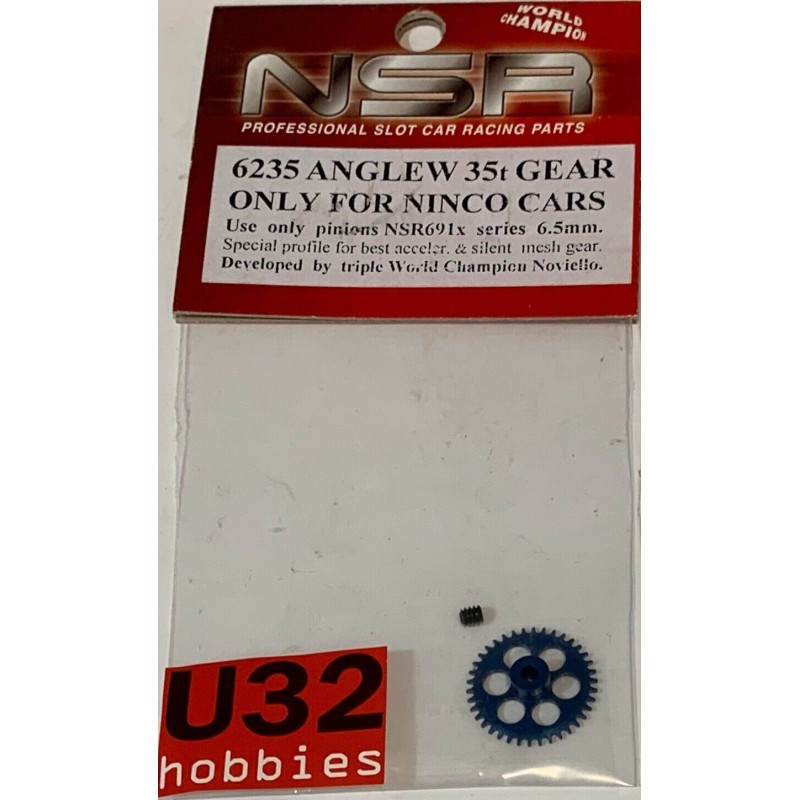 WORLD
CHAMPION
NSR
PROFESSIONAL SLOT CAR RACING PARTS
6235 ANGLEW 35t GEAR
ONLY FOR NINCO CARS
Use only pinions NSR691x series 6.5mm.
Special profile for best acceler. & silent mesh gear.
Developed by triple World Champion Noviello.
U32
hobbies